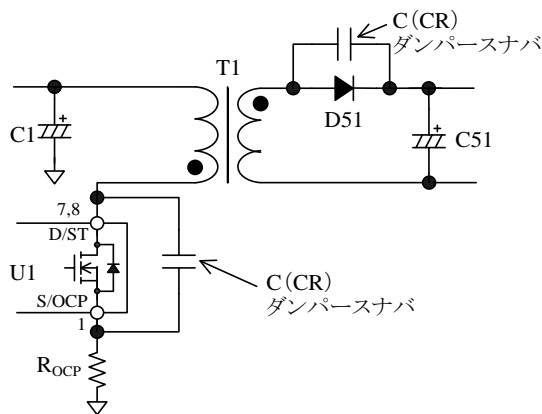 C（CR）
ダンパースナバ
T1
D51
C1
C51
7,8
D/ST
U1
S/OCP
1
C（CR）
ダンパースナバ
ROCP